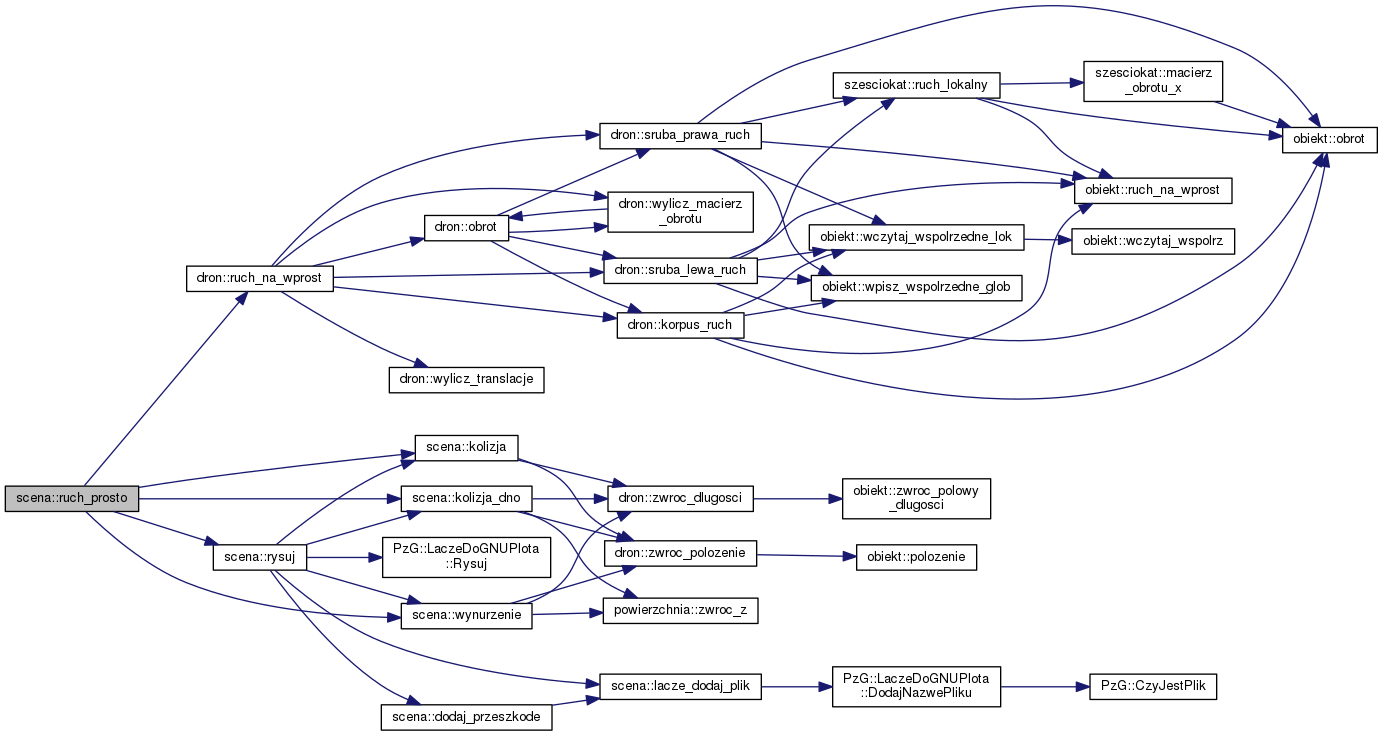 scena::ruch_prosto
dron::ruch_na_wprost
dron::obrot
dron::wylicz_translacje
dron::sruba_prawa_ruch
dron::wylicz_macierz
_obrotu
dron::sruba_lewa_ruch
dron::korpus_ruch
szesciokat::ruch_lokalny
obiekt::wczytaj_wspolrzedne_lok
obiekt::wpisz_wspolrzedne_glob
szesciokat::macierz
_obrotu_x
obiekt::ruch_na_wprost
obiekt::wczytaj_wspolrz
obiekt::obrot
scena::rysuj
scena::kolizja
scena::kolizja_dno
PzG::LaczeDoGNUPlota
::Rysuj
scena::wynurzenie
scena::dodaj_przeszkode
dron::zwroc_dlugosci
dron::zwroc_polozenie
powierzchnia::zwroc_z
scena::lacze_dodaj_plik
obiekt::zwroc_polowy
_dlugosci
obiekt::polozenie
PzG::LaczeDoGNUPlota
::DodajNazwePliku
PzG::CzyJestPlik